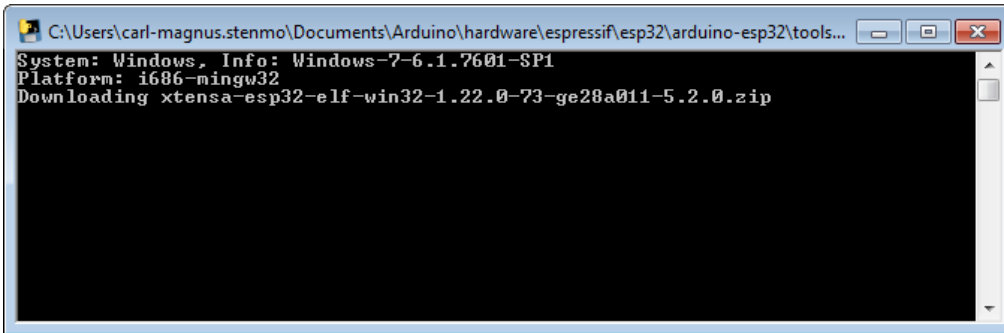 C:\Users\carl-magnus.stenmo\Documents\Arduino\hardware\espressif\esp32\arduino-esp32\tools...
System: Windows, Info: Windows-7-6.1.7601-SP1
Platform: i686-mingw32
Downloading xtensa-esp32-elf-win32-1.22.0-73-ge28a011-5.2.0.zip